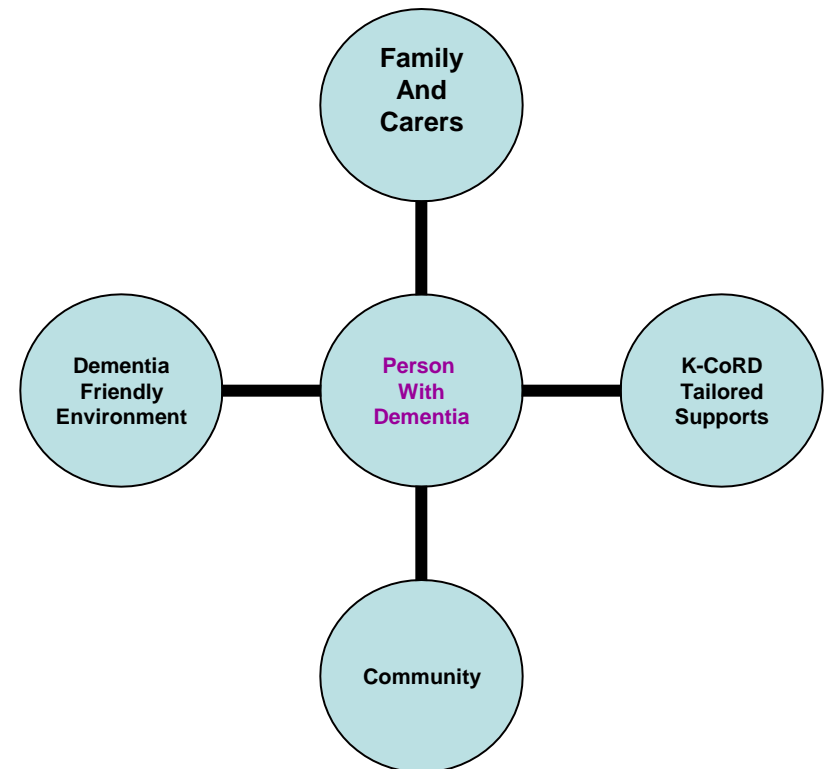 Family
And
Carers
Dementia
Friendly
Environment
Person
With
Dementia
K-CoRD
Tailored
Supports
Community